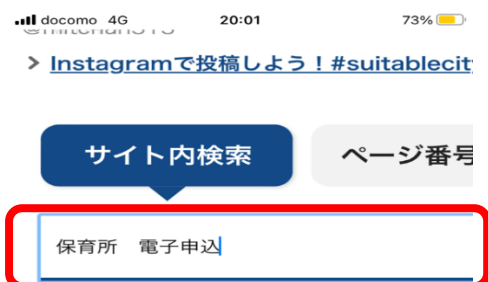 docomo 4G 20:01 73%
> Instagramで投稿しよう!#suitablecit
サイト内検索 ページ番号
保育所 電子申込